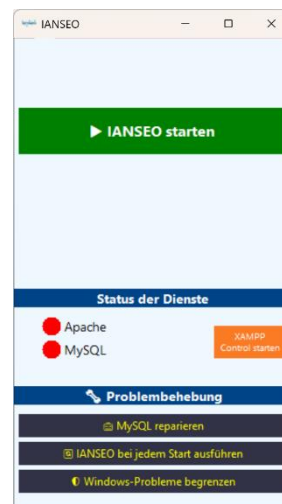 IANSEO
▶ IANSEO starten
Status der Dienste
Apache
MySQL
XAMPP
Control starten
Problembehebung
MySQL reparieren
IANSEO bei jedem Start ausführen
Windows-Probleme begrenzen